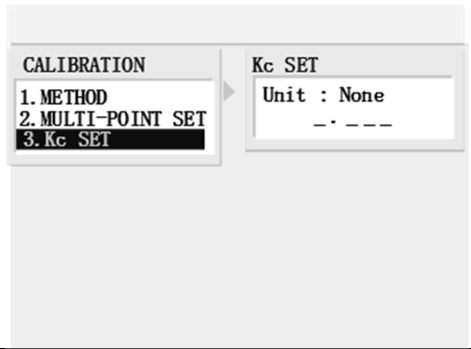 CALIBRATION
1. METHOD
2. MULTI-POINT SET
3. Kc SET
Kc SET
Unit : None
_. _ _ _